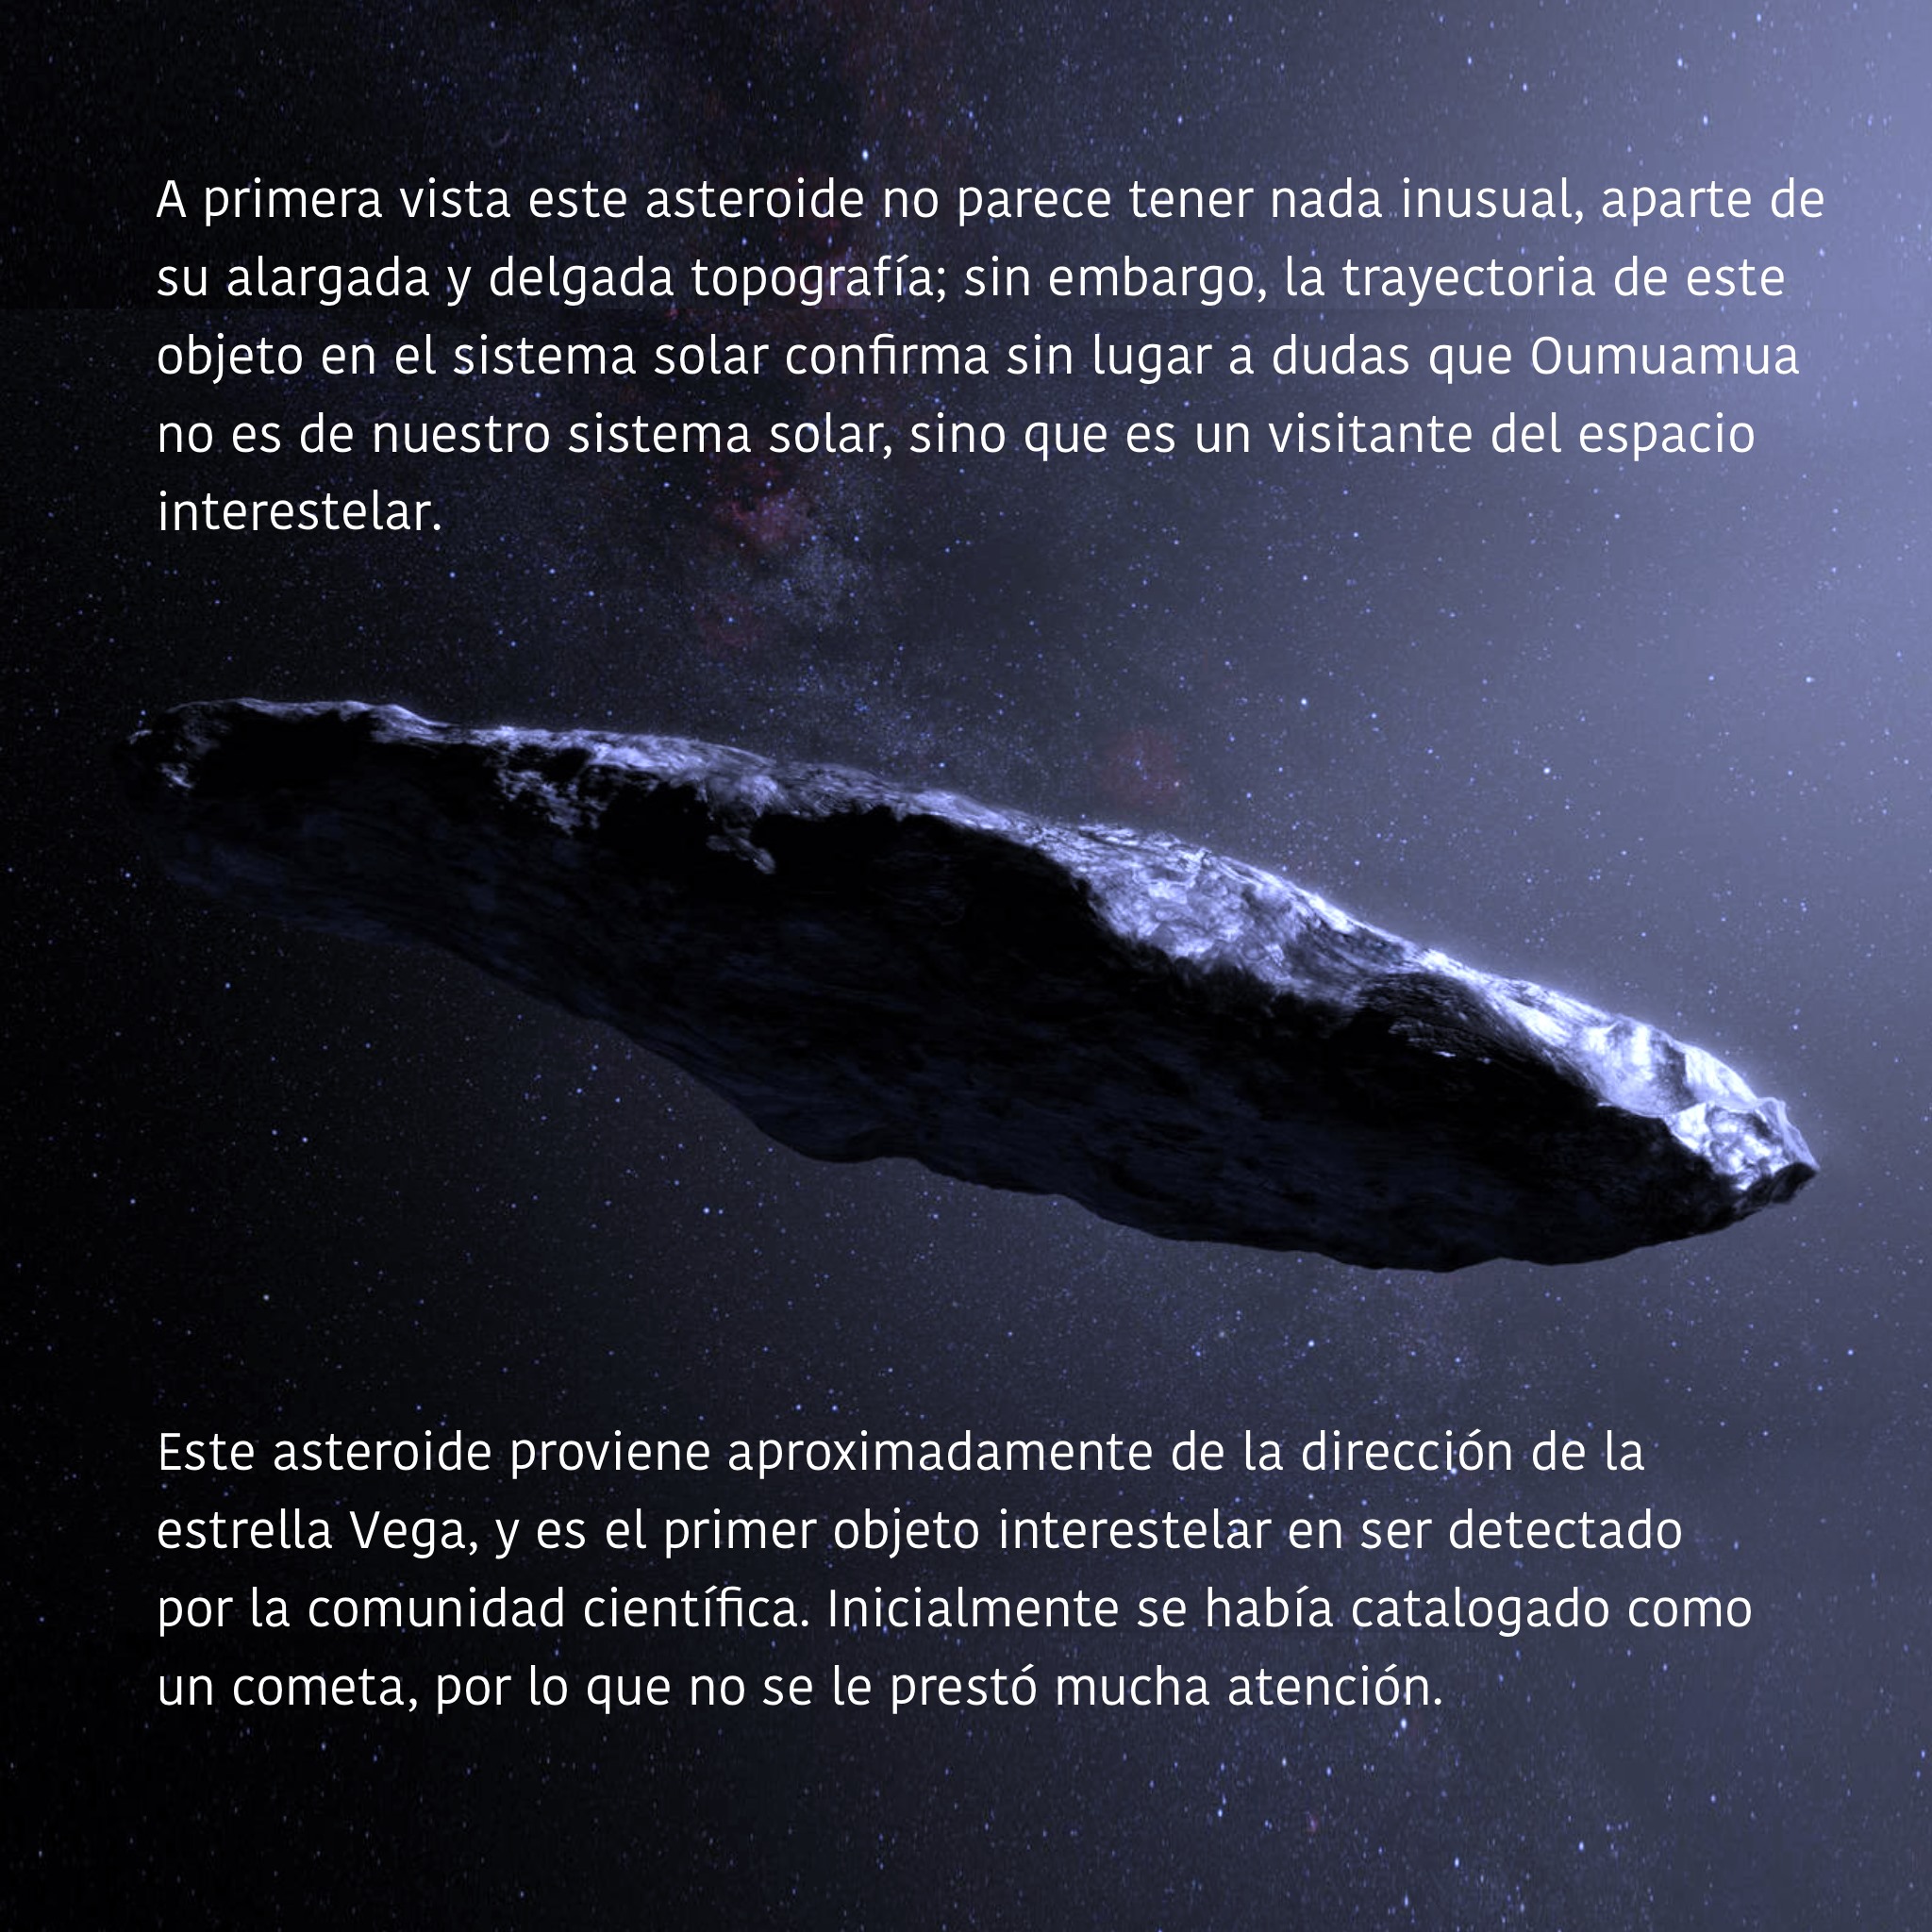 A primera vista este asteroide no parece tener nada inusual, aparte de
su alargada y delgada topografía; sin embargo, la trayectoria de este
objeto en el sistema solar confirma sin lugar a dudas que Oumuamua
no es de nuestro sistema solar, sino que es un visitante del espacio
interestelar.
Este asteroide proviene aproximadamente de la dirección de la
estrella Vega, y es el primer objeto interestelar en ser detectado
por la comunidad científica. Inicialmente se había catalogado como
un cometa, por lo que no se le prestó mucha atención.